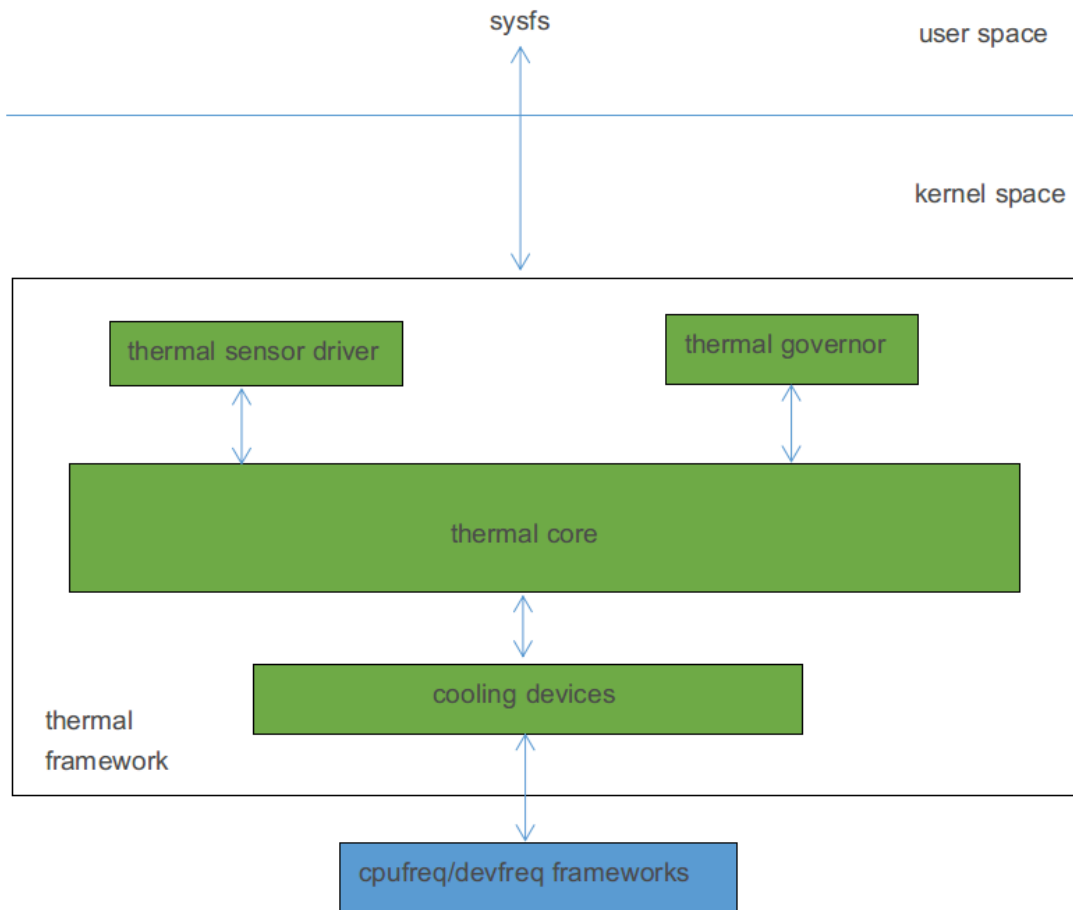 sysfs
user space
kernel space
thermal sensor driver
thermal governor
thermal core
cooling devices
thermal
framework
cpufreq/devfreq frameworks